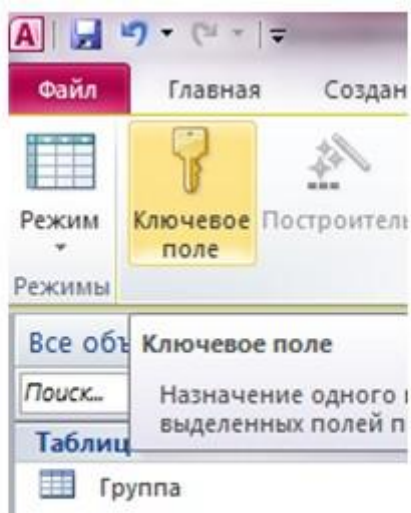 A
Файл Главная Создан
Режим Ключевое поле Построитель
Режимы
Все объ
Ключевое поле
Поиск...
Назначение одного
выделенных полей п
Таблиц
Группа